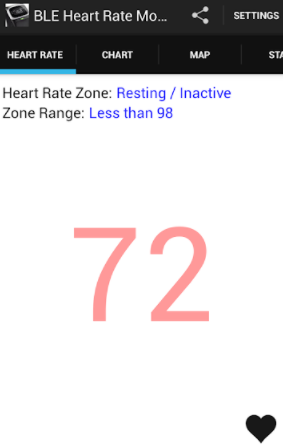 BLE Heart Rate Mo...
SETTINGS
HEART RATE
CHART
MAP
STA
Heart Rate Zone: Resting / Inactive
Zone Range: Less than 98
72